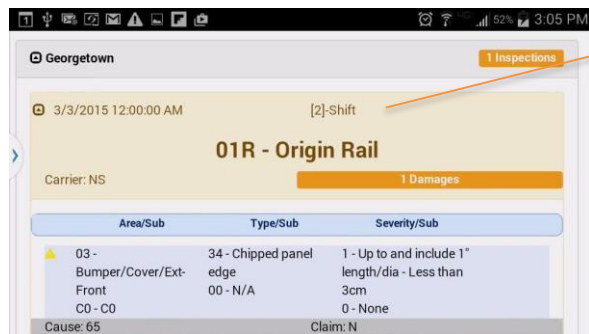 1 52% 3:05 PM
Georgetown 1 Inspections
3/3/2015 12:00:00 AM [2]-Shift
01R - Origin Rail
Carrier: NS 1 Damages
Area/Sub Type/Sub Severity/Sub
03 - 34 - Chipped panel 1 - Up to and include 1"
Bumper/Cover/Ext- edge length/dia - Less than
Front 00 - N/A 3cm
C0 - C0 0 - None
Cause: 65 Claim: N